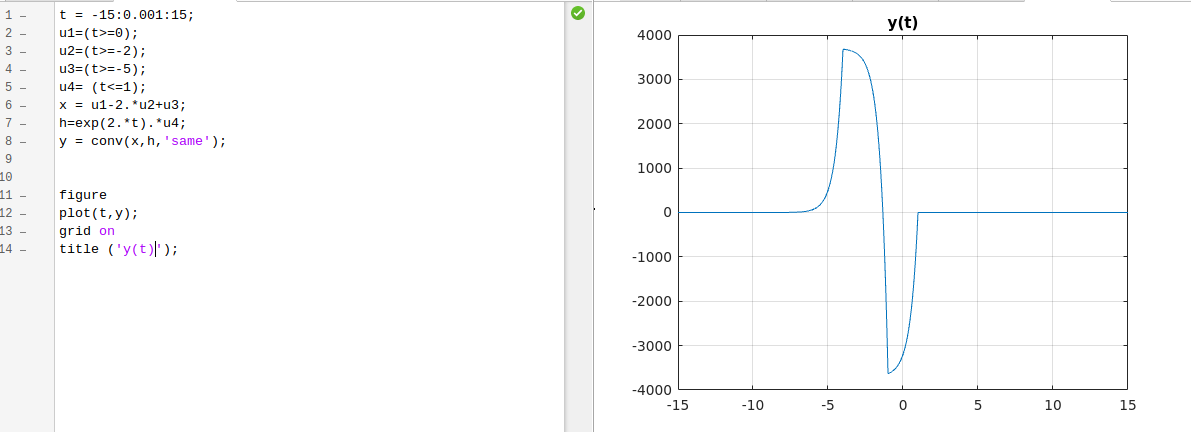 1 – t = -15:0.001:15;
2 – u1=(t>=0);
3 – u2=(t>=-2);
4 – u3=(t>=-5);
5 – u4= (t<=1);
6 – x = u1-2.*u2+u3;
7 – h=exp(2.*t).*u4;
8 – y = conv(x,h,'same');
9
10
11 – figure
12 – plot(t,y);
13 – grid on
14 – title ('y(t)');
y(t)
4000
3000
2000
1000
0
-1000
-2000
-3000
-4000
-15 -10 -5 0 5 10 15